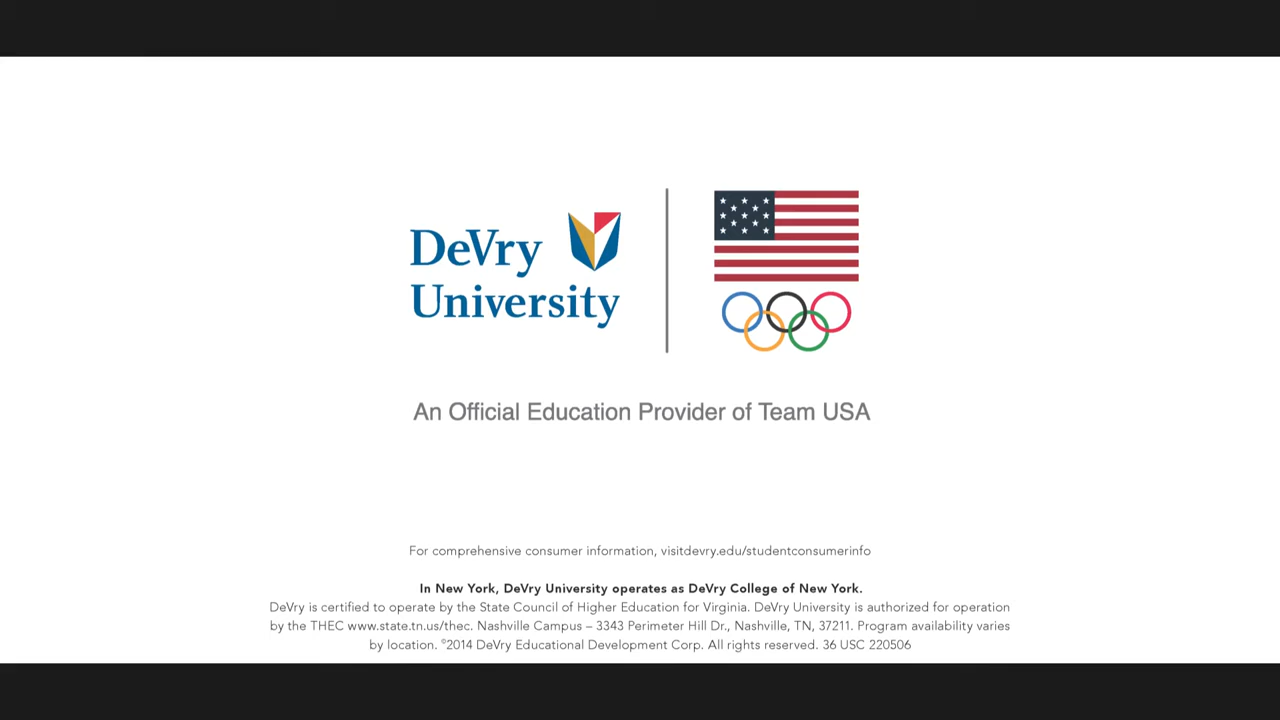 DeVry
University
An Official Education Provider of Team USA
For comprehensive consumer information, visitdevry.edu/studentconsumerinfo
In New York, DeVry University operates as DeVry College of New York.
DeVry is certified to operate by the State Council of Higher Education for Virginia. DeVry University is authorized for operation
by the THEC www.state.tn.us/thec. Nashville Campus – 3343 Perimeter Hill Dr., Nashville, TN, 37211. Program availability varies
by location. ©2014 DeVry Educational Development Corp. All rights reserved. 36 USC 220506